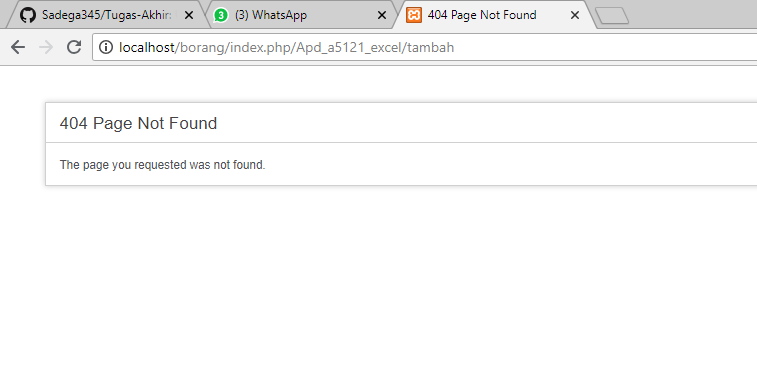 Sadega345/Tugas-Akhir:
3
(3) WhatsApp
404 Page Not Found
localhost/borang/index.php/Apd_a5121_excel/tambah
404 Page Not Found
The page you requested was not found.